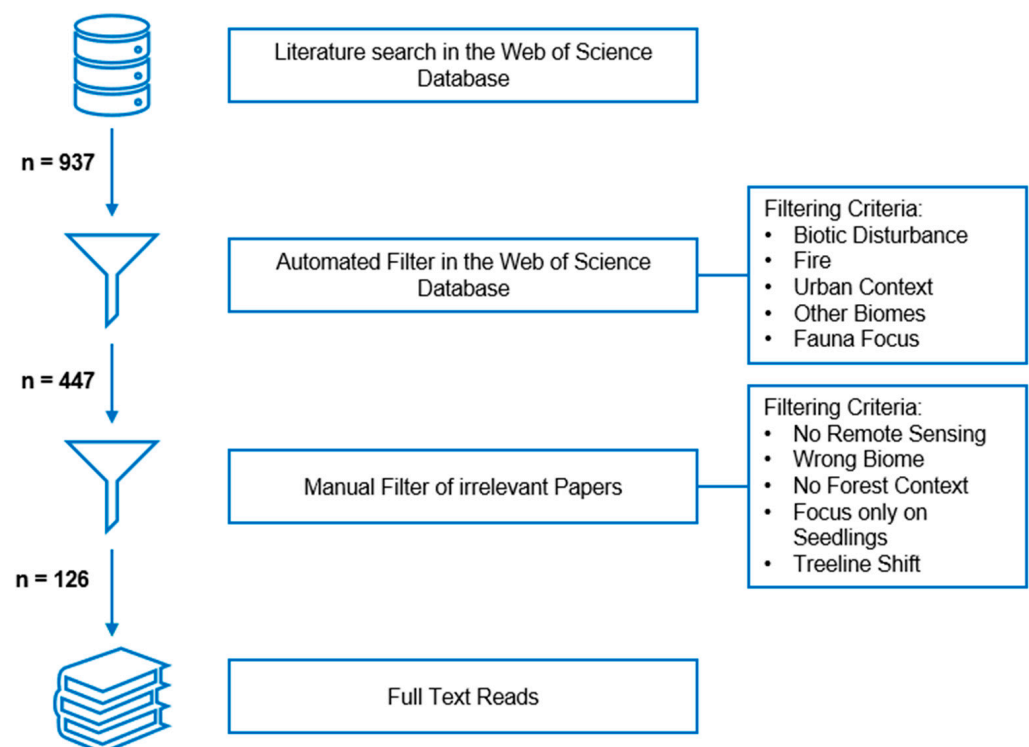 Literature search in the Web of Science
Database
n = 937
Automated Filter in the Web of Science
Database
Filtering Criteria:
• Biotic Disturbance
• Fire
• Urban Context
• Other Biomes
• Fauna Focus
n = 447
Manual Filter of irrelevant Papers
Filtering Criteria:
• No Remote Sensing
• Wrong Biome
• No Forest Context
• Focus only on
Seedlings
• Treeline Shift
n = 126
Full Text Reads